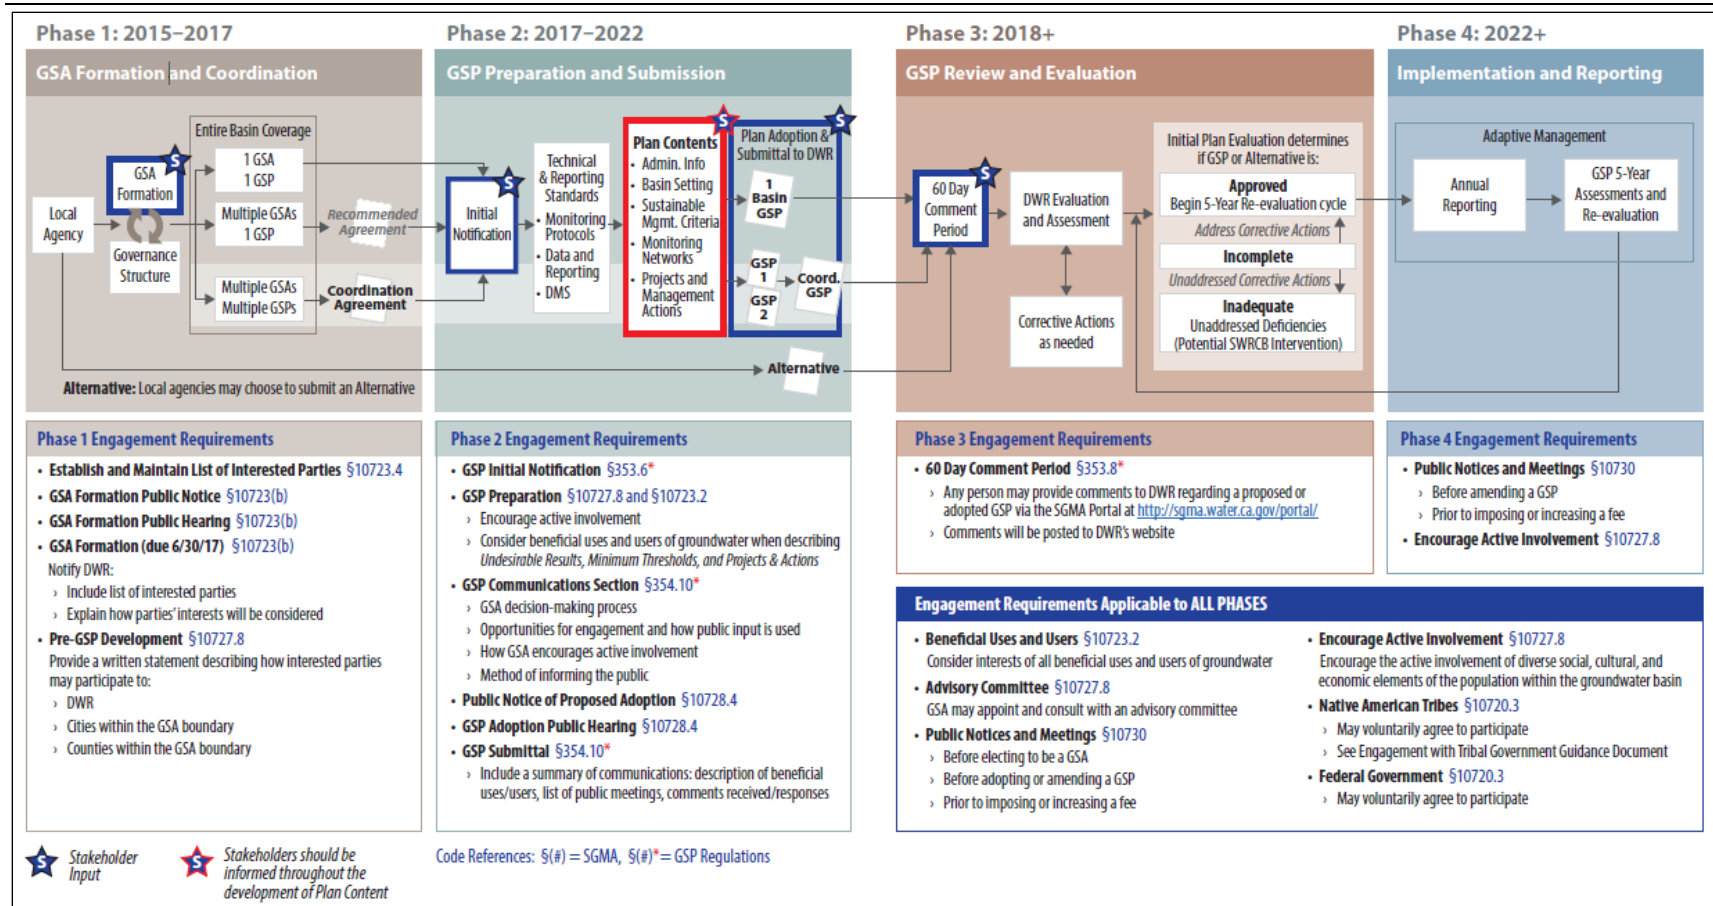 Phase 1: 2015–2017
GSA Formation and Coordination
Entire Basin Coverage
Local
Agency
S
GSA
Formation
Governance
Structure
1 GSA
1 GSP
Multiple GSAs
1 GSP
Multiple GSAs
Multiple GSPs
Recommended
Agreement
Coordination
Agreement
Alternative: Local agencies may choose to submit an Alternative
Phase 2: 2017–2022
GSP Preparation and Submission
S
Initial
Notification
Technical
& Reporting
Standards
• Monitoring
Protocols
• Data and
Reporting
• DMS
S
Plan Contents
• Admin. Info
• Basin Setting
• Sustainable
Mgmt. Criteria
• Monitoring
Networks
• Projects and
Management
Actions
S
Plan Adoption &
Submittal to DWR
1
Basin
GSP
GSP
1
GSP
2
Coord.
GSP
Alternative
Phase 3: 2018+
GSP Review and Evaluation
S
60 Day
Comment
Period
DWR Evaluation
and Assessment
Corrective Actions
as needed
Initial Plan Evaluation determines
if GSP or Alternative is:
Approved
Begin 5-Year Re-evaluation cycle
Address Corrective Actions
Incomplete
Unaddressed Corrective Actions
Inadequate
Unaddressed Deficiencies
(Potential SWRCB Intervention)
Phase 4: 2022+
Implementation and Reporting
Adaptive Management
Annual
Reporting
GSP 5-Year
Assessments and
Re-evaluation
Phase 1 Engagement Requirements
• Establish and Maintain List of Interested Parties §10723.4
• GSA Formation Public Notice §10723(b)
• GSA Formation Public Hearing §10723(b)
• GSA Formation (due 6/30/17) §10723(b)
Notify DWR:
› Include list of interested parties
› Explain how parties' interests will be considered
• Pre-GSP Development §10727.8
Provide a written statement describing how interested parties
may participate to:
› DWR
› Cities within the GSA boundary
› Counties within the GSA boundary
Phase 2 Engagement Requirements
• GSP Initial Notification §353.6*
• GSP Preparation §10727.8 and §10723.2
› Encourage active involvement
› Consider beneficial uses and users of groundwater when describing
Undesirable Results, Minimum Thresholds, and Projects & Actions
• GSP Communications Section §354.10*
› GSA decision-making process
› Opportunities for engagement and how public input is used
› How GSA encourages active involvement
› Method of informing the public
• Public Notice of Proposed Adoption §10728.4
• GSP Adoption Public Hearing §10728.4
• GSP Submittal §354.10*
› Include a summary of communications: description of beneficial
uses/users, list of public meetings, comments received/responses
Phase 3 Engagement Requirements
• 60 Day Comment Period §353.8*
› Any person may provide comments to DWR regarding a proposed or
adopted GSP via the SGMA Portal at http://sgma.water.ca.gov/portal/
› Comments will be posted to DWR's website
Phase 4 Engagement Requirements
• Public Notices and Meetings §10730
› Before amending a GSP
› Prior to imposing or increasing a fee
• Encourage Active Involvement §10727.8
Engagement Requirements Applicable to ALL PHASES
• Beneficial Uses and Users §10723.2
Consider interests of all beneficial uses and users of groundwater
• Advisory Committee §10727.8
GSA may appoint and consult with an advisory committee
• Public Notices and Meetings §10730
› Before electing to be a GSA
› Before adopting or amending a GSP
› Prior to imposing or increasing a fee
• Encourage Active Involvement §10727.8
Encourage the active involvement of diverse social, cultural, and
economic elements of the population within the groundwater basin
• Native American Tribes §10720.3
› May voluntarily agree to participate
› See Engagement with Tribal Government Guidance Document
• Federal Government §10720.3
› May voluntarily agree to participate
S
Stakeholder
Input
S
Stakeholders should be
informed throughout the
development of Plan Content
Code References: §(#) = SGMA, §(#)*= GSP Regulations